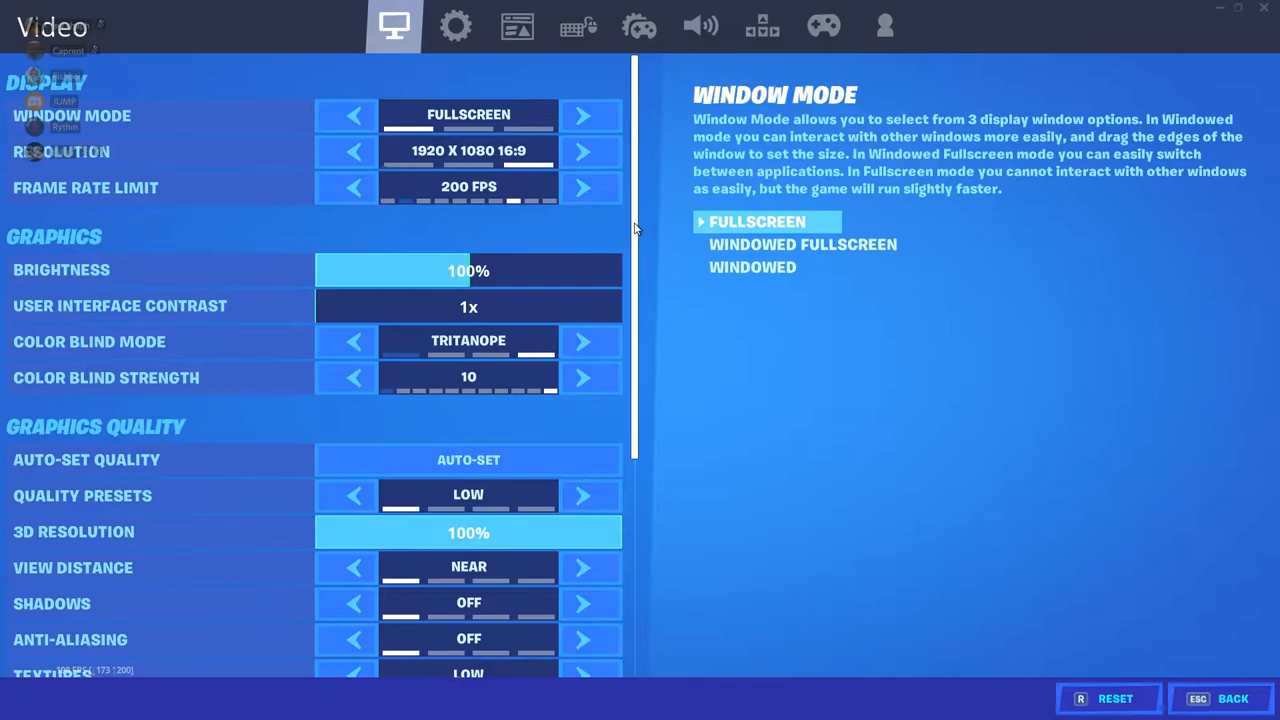 Video
Caprent
JUMP
Rythm
DISPLAY
WINDOW MODE
FULLSCREEN
RESOLUTION
1920 X 1080 16:9
FRAME RATE LIMIT
200 FPS
GRAPHICS
BRIGHTNESS
100%
USER INTERFACE CONTRAST
1x
COLOR BLIND MODE
TRITANOPE
COLOR BLIND STRENGTH
10
GRAPHICS QUALITY
AUTO-SET QUALITY
AUTO-SET
QUALITY PRESETS
LOW
3D RESOLUTION
100%
VIEW DISTANCE
NEAR
SHADOWS
OFF
ANTI-ALIASING
OFF
TEXTURES
LOW
WINDOW MODE
Window Mode allows you to select from 3 display window options. In Windowed
mode you can interact with other windows more easily, and drag the edges of the
window to set the size. In Windowed Fullscreen mode you can easily switch
between applications. In Fullscreen mode you cannot interact with other windows
as easily, but the game will run slightly faster.
FULLSCREEN
WINDOWED FULLSCREEN
WINDOWED
R RESET
ESC BACK